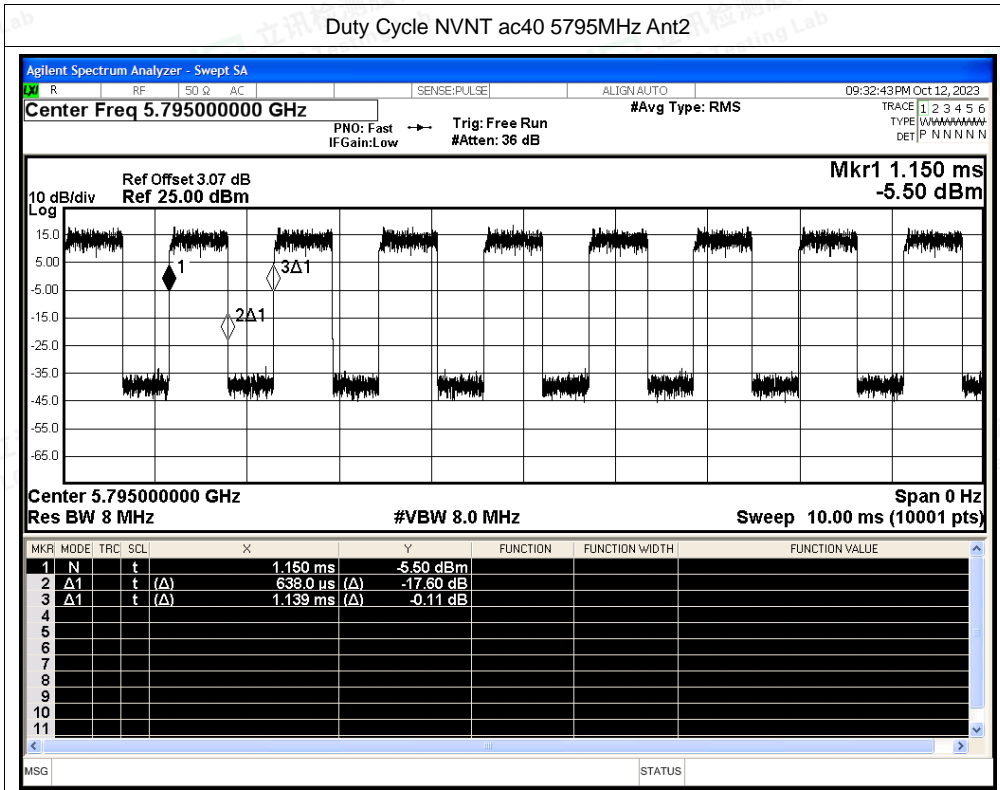 Duty Cycle NVNT ac40 5795MHz Ant2
Agilent Spectrum Analyzer - Swept SA
LXI R RF 50 Ω AC SENSE:PULSE ALIGN AUTO 09:32:43 PM Oct 12, 2023
Center Freq 5.795000000 GHz #Avg Type: RMS TRACE 1 2 3 4 5 6
PNO: Fast Trig: Free Run TYPE WWWWWW
IFGain:Low #Atten: 36 dB DET P N N N N N
Mkr1 1.150 ms
-5.50 dBm
Ref Offset 3.07 dB
10 dB/div Ref 25.00 dBm
Log
15.0
5.00
-5.00
-15.0
-25.0
-35.0
-45.0
-55.0
-65.0
1
3Δ1
2Δ1
Center 5.795000000 GHz Span 0 Hz
Res BW 8 MHz #VBW 8.0 MHz Sweep 10.00 ms (10001 pts)
MKR MODE TRC SCL X Y FUNCTION FUNCTION WIDTH FUNCTION VALUE
1 N t 1.150 ms -5.50 dBm
2 Δ1 t (Δ) 638.0 µs (Δ) -17.60 dB
3 Δ1 t (Δ) 1.139 ms (Δ) -0.11 dB
4
5
6
7
8
9
10
11
MSG STATUS